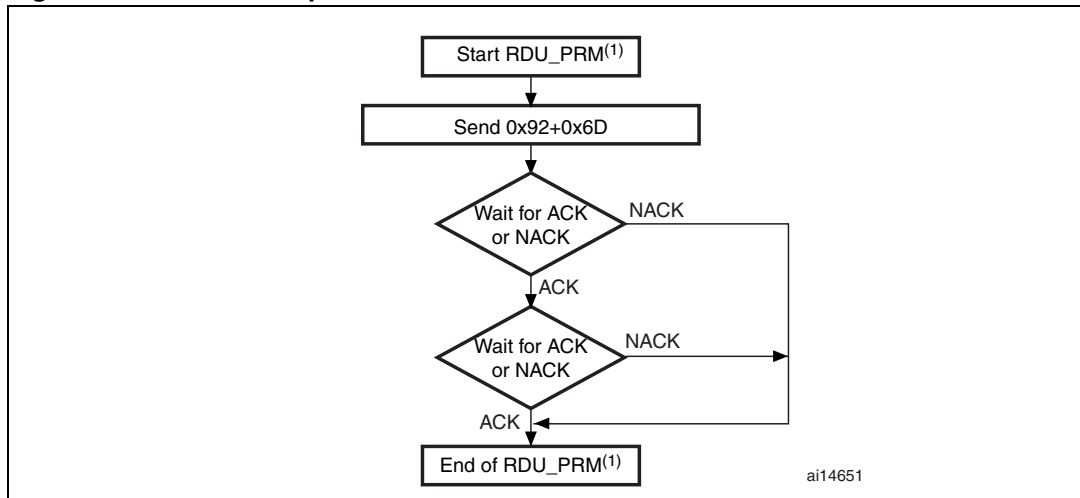 Start RDU_PRM(1)
Send 0x92+0x6D
Wait for ACK
or NACK
NACK
ACK
Wait for ACK
or NACK
NACK
ACK
End of RDU_PRM(1)
ai14651